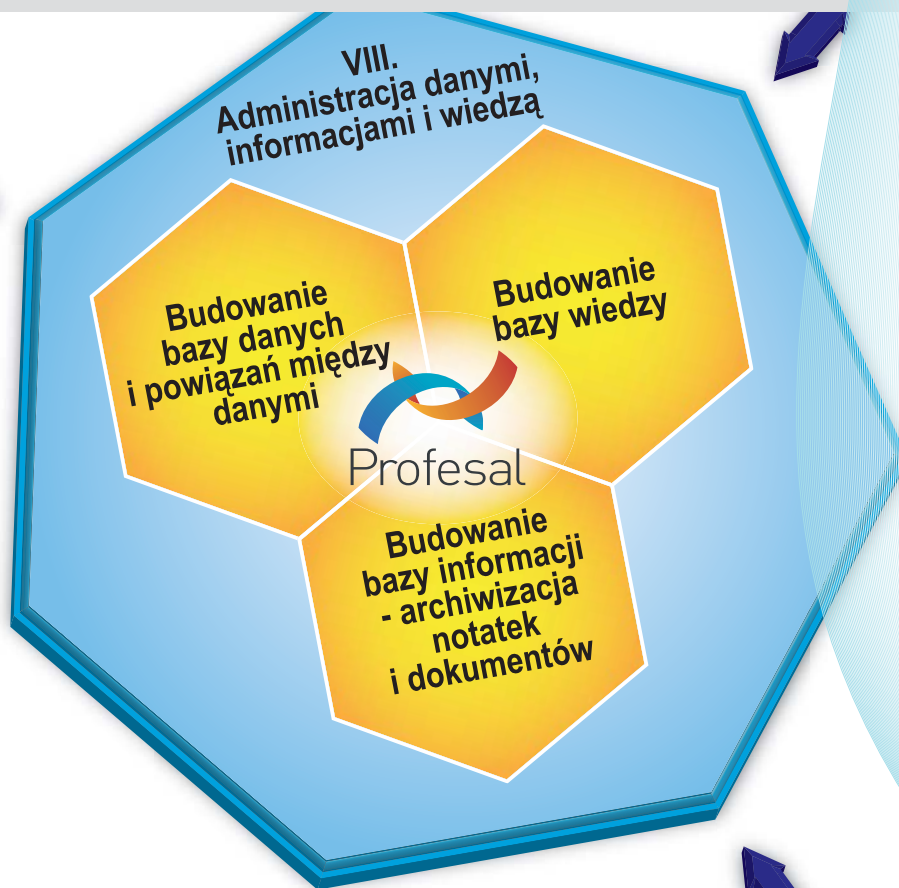 VIII.
Administracja danymi,
informacjami i wiedzą
Budowanie
bazy danych
i powiązań między
danymi
Budowanie
bazy wiedzy
Profesal
Budowanie
bazy informacji
- archiwizacja
notatek
i dokumentów